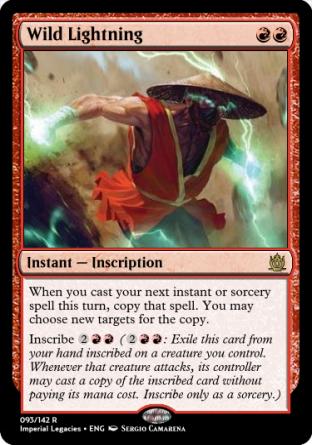 Wild Lightning
Instant — Inscription
When you cast your next instant or sorcery
spell this turn, copy that spell. You may
choose new targets for the copy.
Inscribe 2 ( 2 : Exile this card from
your hand inscribed on a creature you control.
Whenever that creature attacks, its controller
may cast a copy of the inscribed card without
paying its mana cost. Inscribe only as a sorcery.)
093/142 R
Imperial Legacies • ENG Sergio Camarena